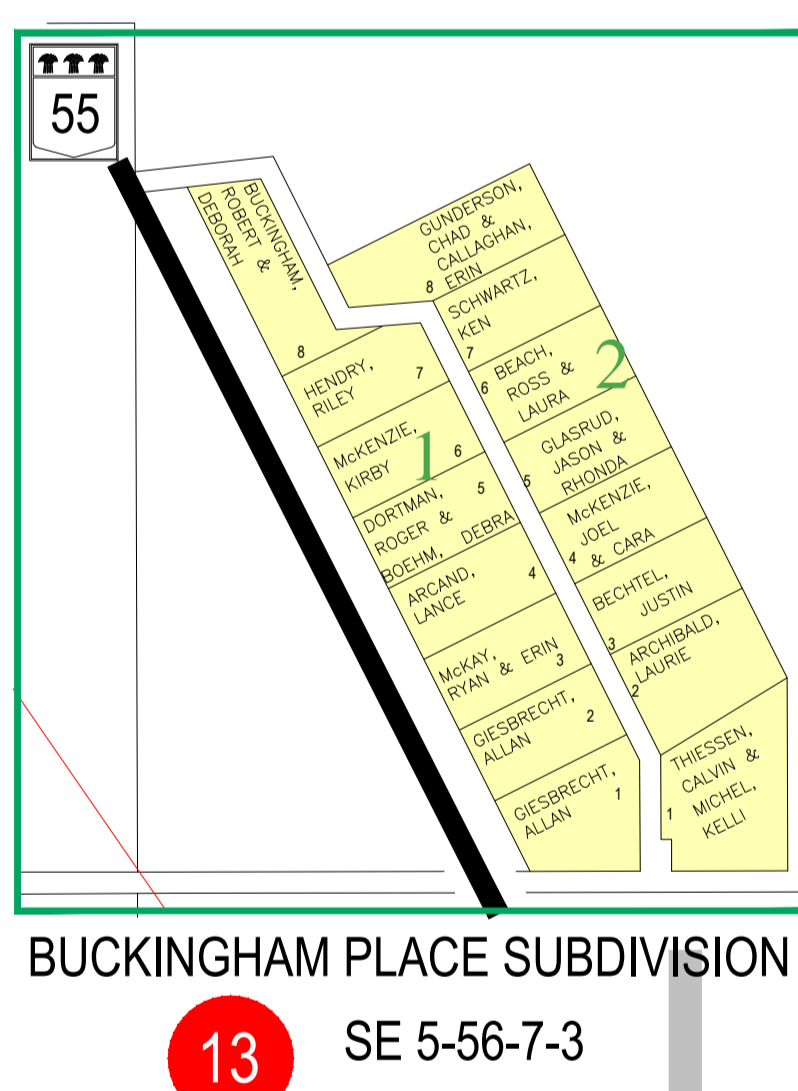 55
BUCKINGHAM,
ROBERT &
DEBORAH
8
HENDRY,
RILEY
7
McKENZIE,
KIRBY
6
1
DORTMAN,
ROGER &
BOEHM, DEBRA
5
ARCAND,
LANCE
4
McKAY,
RYAN & ERIN
3
GIESBRECHT,
ALLAN
2
GIESBRECHT,
ALLAN
1
GUNDERSON,
CHAD &
CALLAGHAN,
ERIN
8
SCHWARTZ,
KEN
7
BEACH,
ROSS &
LAURA
6
2
GLASRUD,
JASON &
RHONDA
5
McKENZIE,
JOEL
& CARA
4
BECHTEL,
JUSTIN
3
ARCHIBALD,
LAURIE
2
THIESSEN,
CALVIN &
MICHEL,
KELLI
1
BUCKINGHAM PLACE SUBDIVISION
13 SE 5-56-7-3